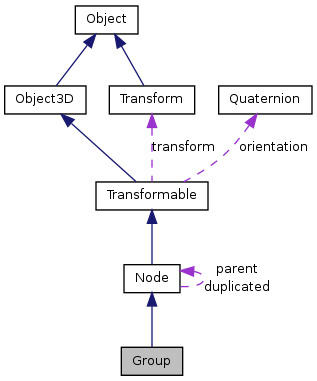 Object
Object3D
Transform
Quaternion
transform
orientation
Transformable
Node
parent
duplicated
Group